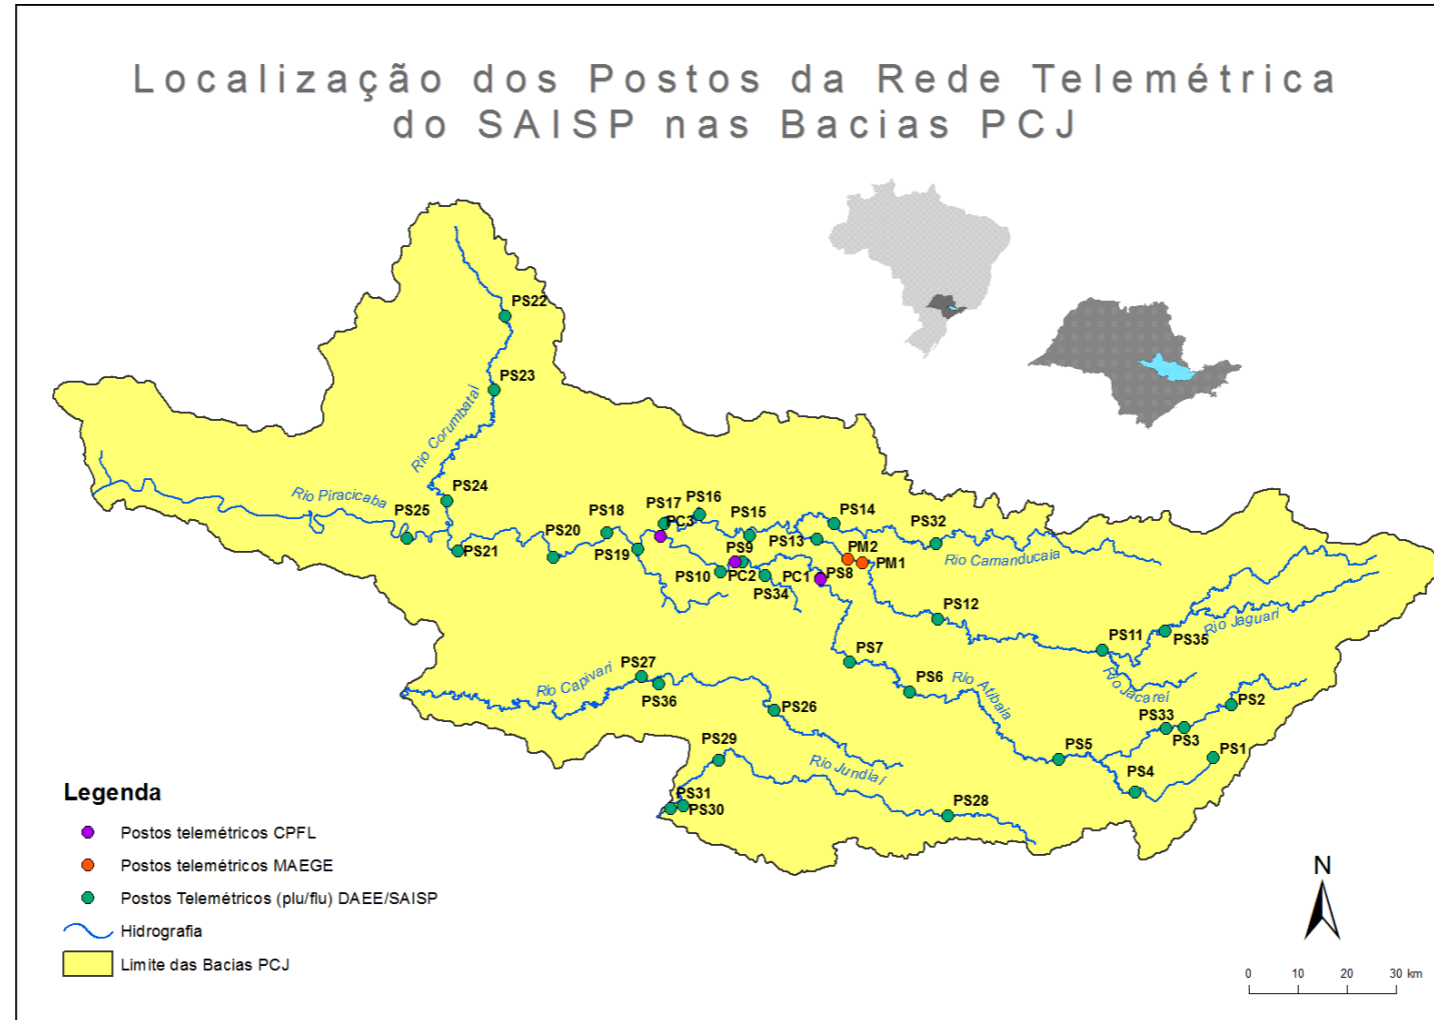 Localização dos Postos da Rede Telemétrica
do SAISP nas Bacias PCJ
PS22
PS23
Rio Corumbataí
PS24
Rio Piracicaba
PS25
PS21
PS20
PS18
PS19
PS17
PS16
PC3
PS15
PS13
PS14
PS32
PS9
PS10
PC2
PS34
PC1
PS8
PM2
PM1
Rio Camanducaia
PS12
PS11
PS35
Rio Jaguari
Rio Jacareí
PS7
PS6
Rio Atibaia
PS5
PS33
PS3
PS2
PS1
PS4
PS27
Rio Capivari
PS36
PS26
PS29
Rio Jundiaí
PS28
PS31
PS30
Legenda
Postos telemétricos CPFL
Postos telemétricos MAEGE
Postos Telemétricos (plu/flu) DAEE/SAISP
Hidrografia
Limite das Bacias PCJ
N
0 10 20 30 km